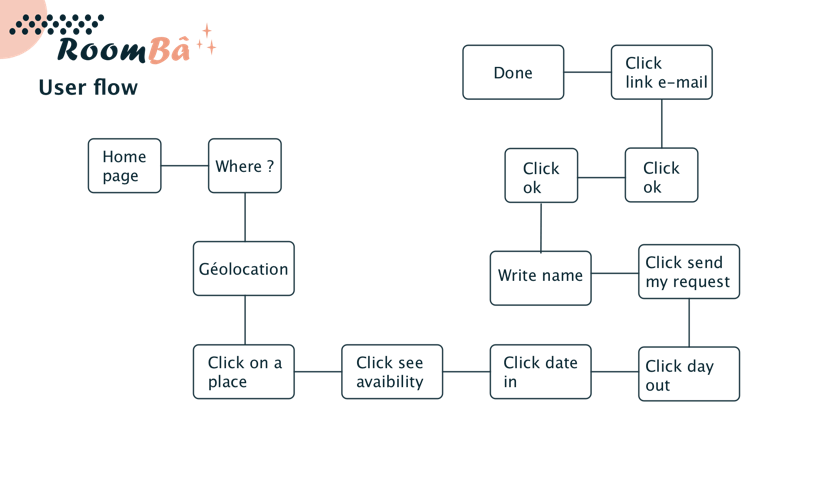 RoomBâ
User flow
Done
Click
link e-mail
Home
page
Where ?
Click
ok
Click
ok
Géolocation
Write name
Click send
my request
Click on a
place
Click see
avaibility
Click date
in
Click day
out